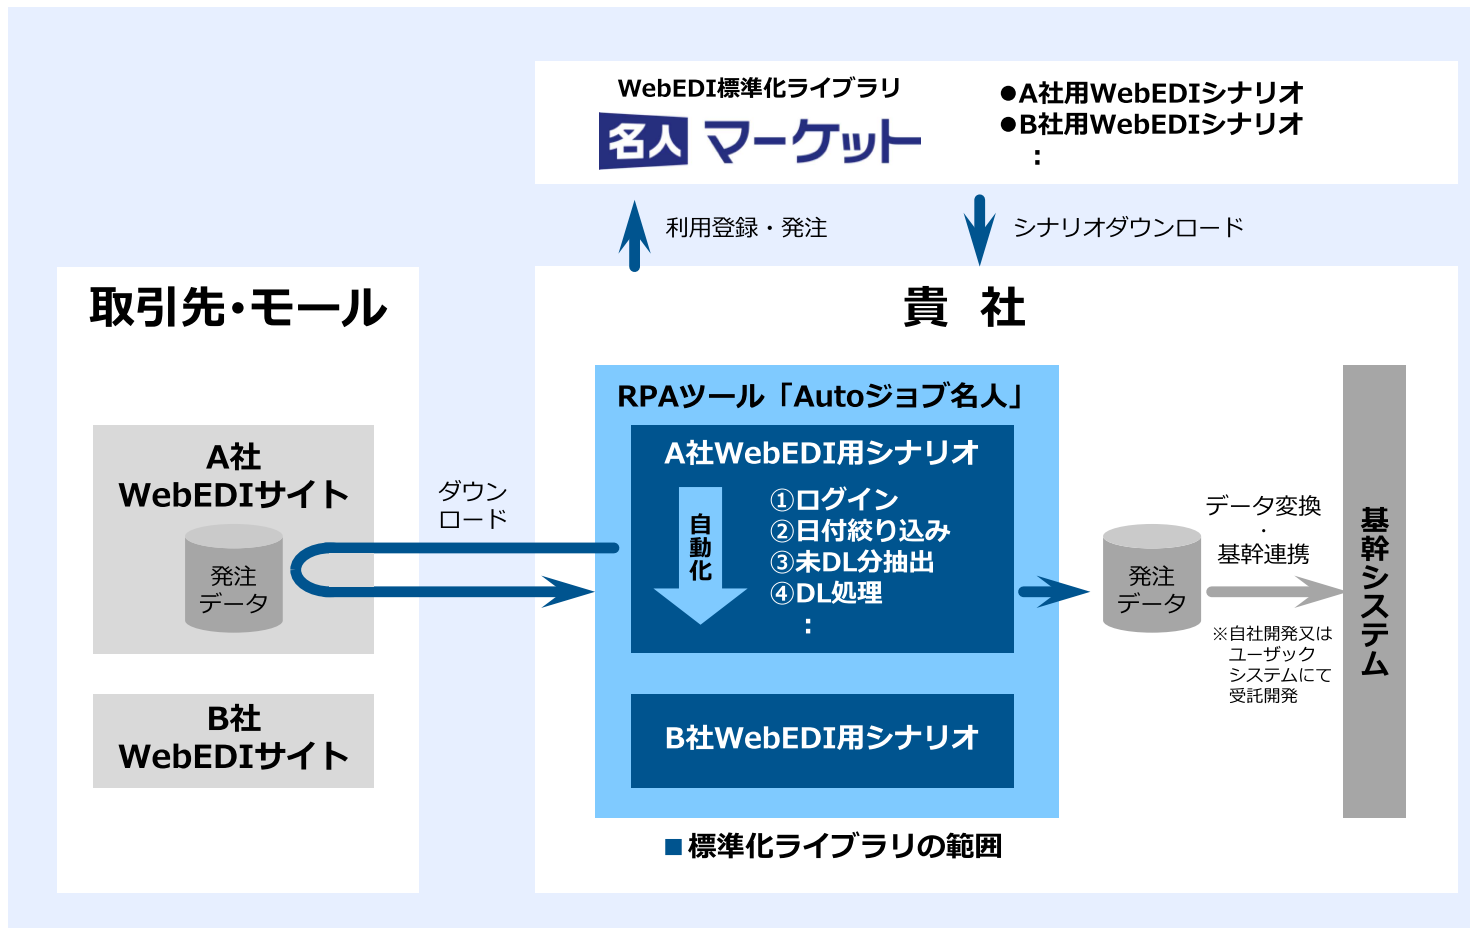 WebEDI標準化ライブラリ
名人マーケット
●A社用WebEDIシナリオ
●B社用WebEDIシナリオ
：
利用登録・発注
シナリオダウンロード
取引先・モール
A社
WebEDIサイト
発注
データ
B社
WebEDIサイト
ダウン
ロード
貴 社
RPAツール「Autoジョブ名人」
A社WebEDI用シナリオ
自動化
①ログイン
②日付絞り込み
③未DL分抽出
④DL処理
：
B社WebEDI用シナリオ
■標準化ライブラリの範囲
発注
データ
データ変換
・
基幹連携
※自社開発又は
ユーザック
システムにて
受託開発
基幹システム